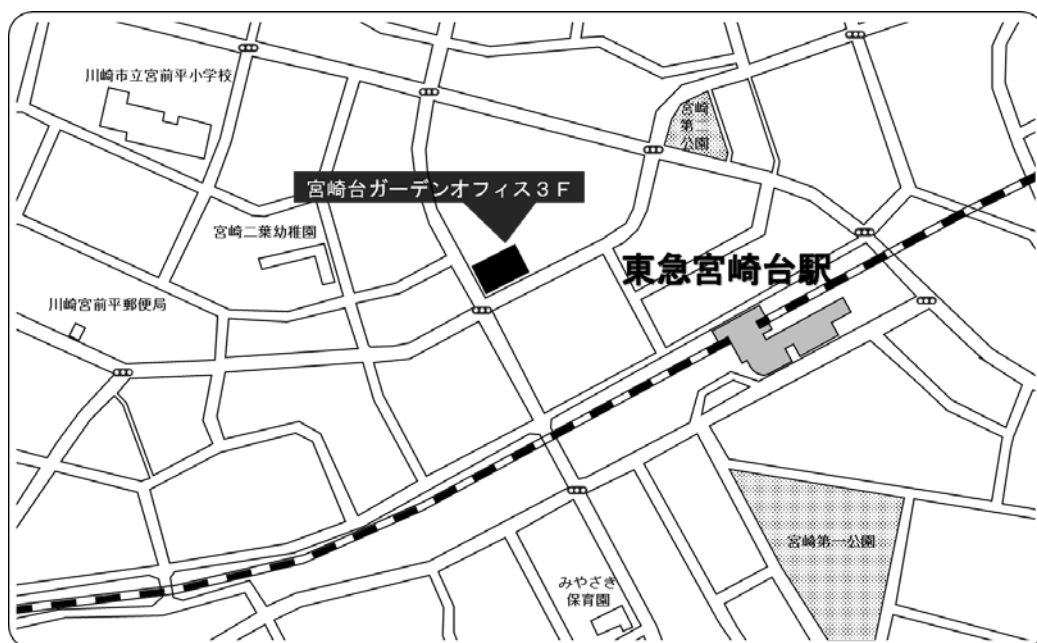 川崎市立宮前平小学校
宮崎
第二
公園
宮崎台ガーデンオフィス３Ｆ
宮崎二葉幼稚園
東急宮崎台駅
川崎宮前平郵便局
宮崎第一公園
みやざき
保育園